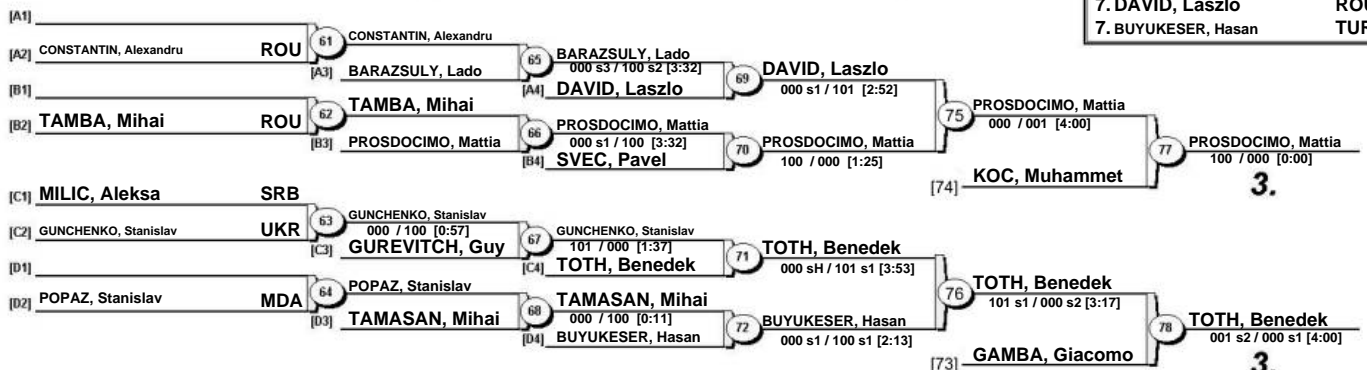 7. DAVID, Laszlo
7. BUYUKESER, Hasan
[A1]
[A2] CONSTANTIN, Alexandru ROU
61
CONSTANTIN, Alexandru
[A3] BARAZSULY, Lado
65
BARAZSULY, Lado
000 s3 / 100 s2 [3:32]
[A4] DAVID, Laszlo
69
DAVID, Laszlo
000 s1 / 101 [2:52]
[B1]
[B2] TAMBA, Mihai ROU
62
TAMBA, Mihai
[B3] PROSDOCIMO, Mattia
66
PROSDOCIMO, Mattia
000 s1 / 100 [3:32]
[B4] SVEC, Pavel
70
PROSDOCIMO, Mattia
100 / 000 [1:25]
75
PROSDOCIMO, Mattia
000 / 001 [4:00]
[74] KOC, Muhammet
77
PROSDOCIMO, Mattia
100 / 000 [0:00]
3.
[C1] MILIC, Aleksa SRB
[C2] GUNCHENKO, Stanislav UKR
63
GUNCHENKO, Stanislav
000 / 100 [0:57]
[C3] GUREVITCH, Guy
67
GUNCHENKO, Stanislav
101 / 000 [1:37]
[C4] TOTH, Benedek
71
TOTH, Benedek
000 sH / 101 s1 [3:53]
[D1]
[D2] POPAZ, Stanislav MDA
64
POPAZ, Stanislav
[D3] TAMASAN, Mihai
68
TAMASAN, Mihai
000 / 100 [0:11]
[D4] BUYUKESER, Hasan
72
BUYUKESER, Hasan
000 s1 / 100 s1 [2:13]
76
TOTH, Benedek
101 s1 / 000 s2 [3:17]
[73] GAMBA, Giacomo
78
TOTH, Benedek
001 s2 / 000 s1 [4:00]
3.